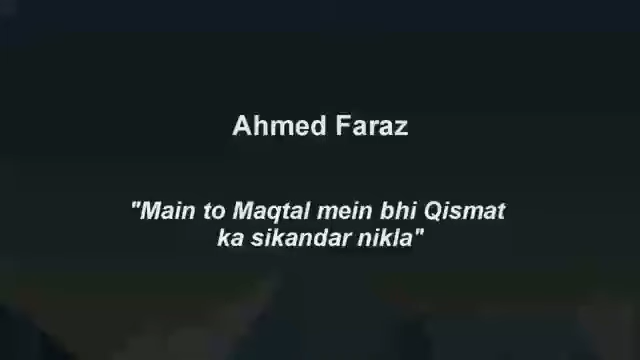 Ahmed Faraz
"Main to Maqtal mein bhi Qismat
ka sikandar nikla"